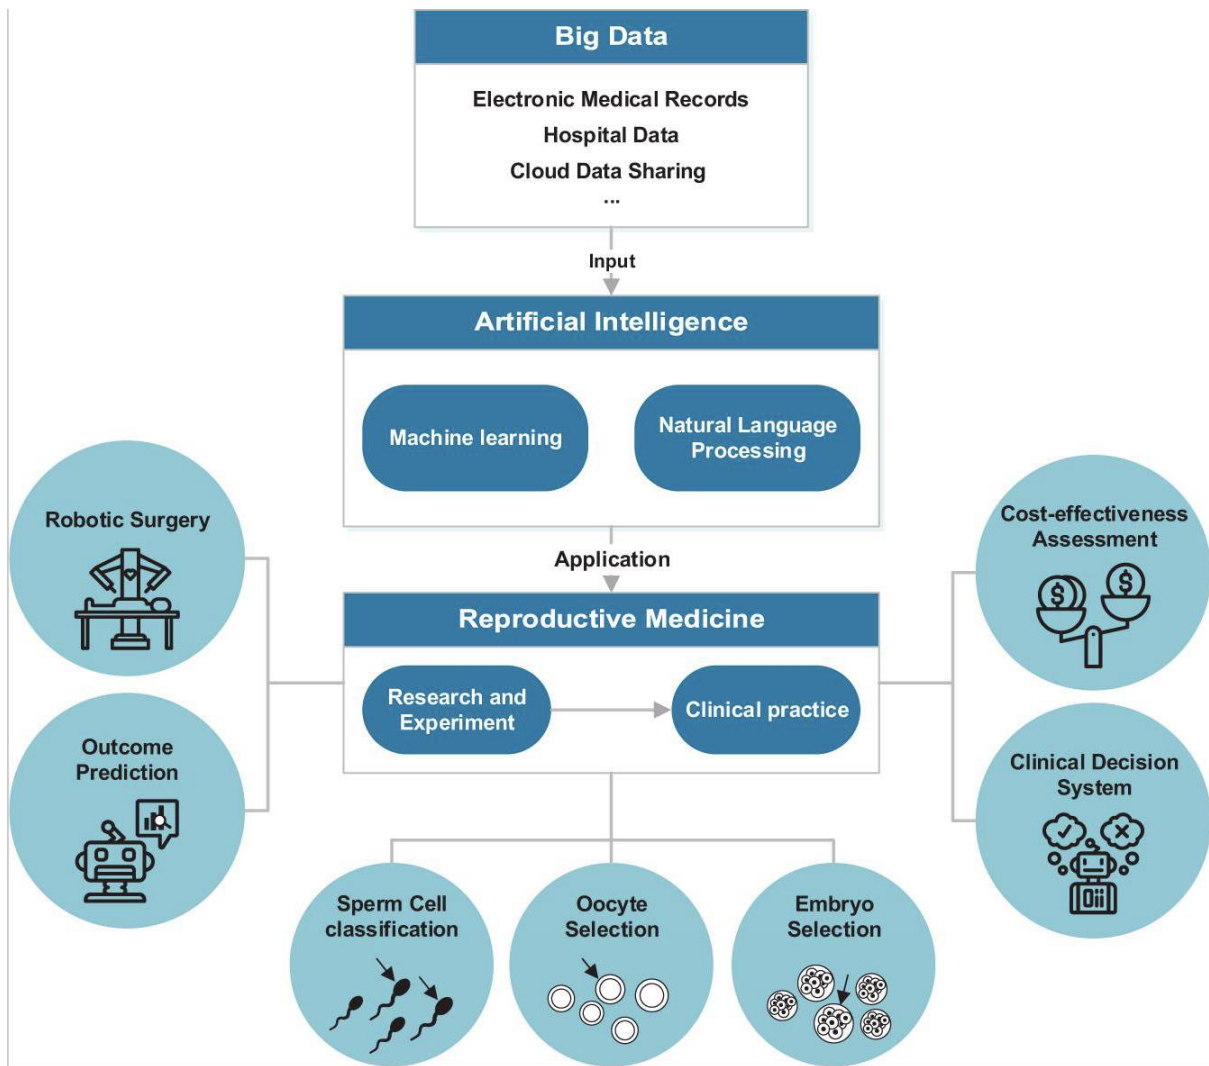 Big Data
Electronic Medical Records
Hospital Data
Cloud Data Sharing
...
Input
Artificial Intelligence
Machine learning
Natural Language
Processing
Application
Robotic Surgery
Cost-effectiveness
Assessment
$
$
Reproductive Medicine
Research and
Experiment
Clinical practice
Outcome
Prediction
Clinical Decision
System
Sperm Cell
classification
Oocyte
Selection
Embryo
Selection